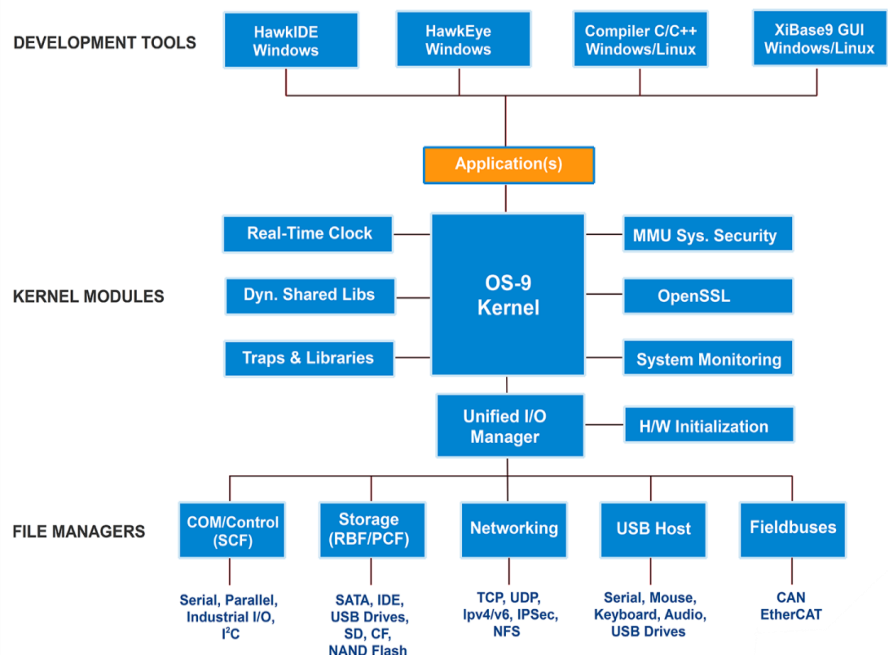 DEVELOPMENT TOOLS
HawkIDE
Windows
HawkEye
Windows
Compiler C/C++
Windows/Linux
XiBase9 GUI
Windows/Linux
Application(s)
KERNEL MODULES
Real-Time Clock
Dyn. Shared Libs
Traps & Libraries
OS-9
Kernel
MMU Sys. Security
OpenSSL
System Monitoring
Unified I/O
Manager
H/W Initialization
FILE MANAGERS
COM/Control
(SCF)
Storage
(RBF/PCF)
Networking
USB Host
Fieldbuses
Serial, Parallel,
Industrial I/O,
I²C
SATA, IDE,
USB Drives,
SD, CF,
NAND Flash
TCP, UDP,
Ipv4/v6, IPSec,
NFS
Serial, Mouse,
Keyboard, Audio,
USB Drives
CAN
EtherCAT